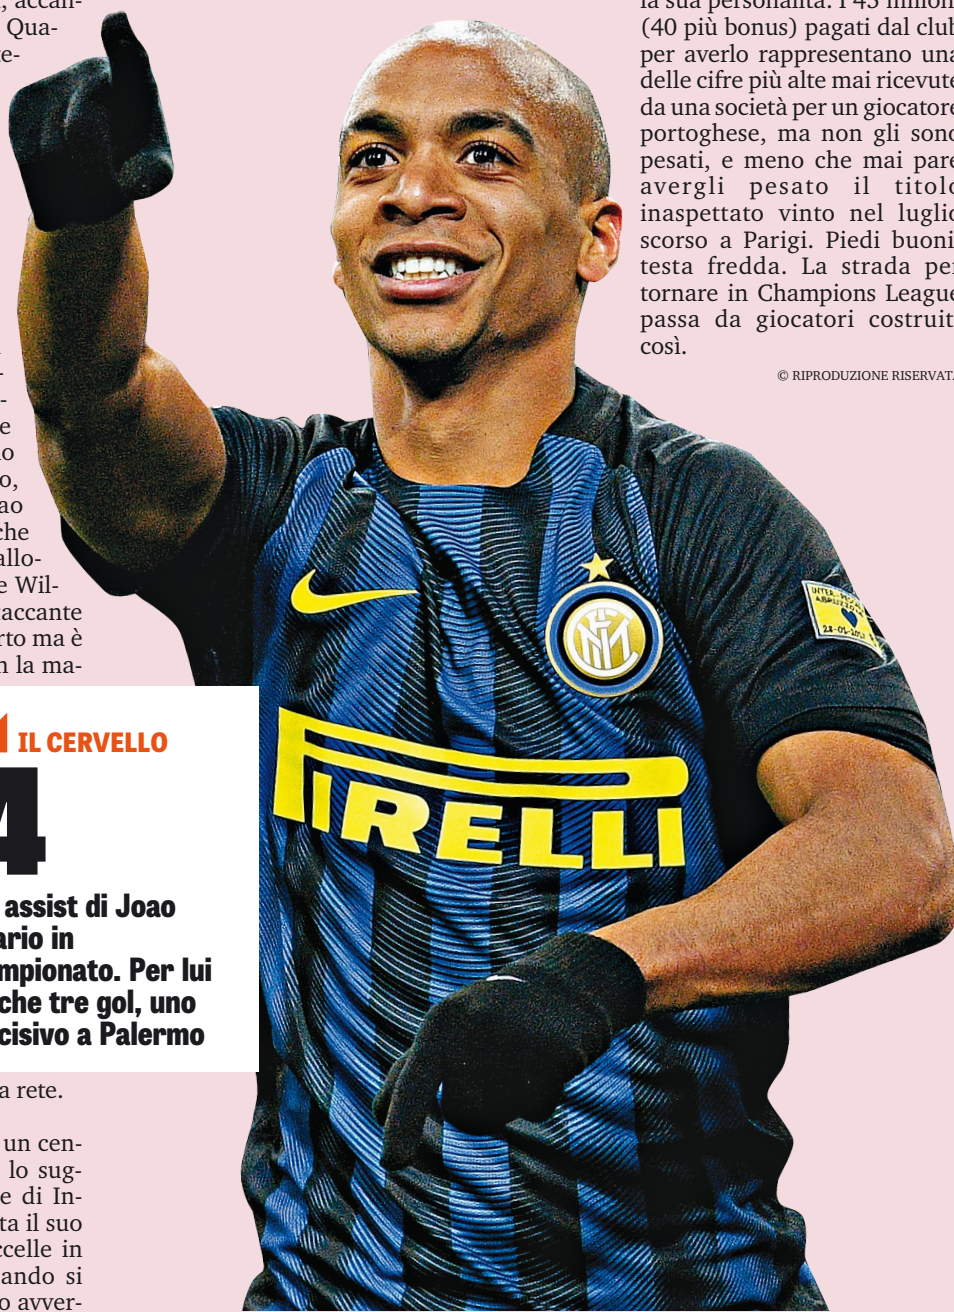 Qua-
e
che
allo-
e Wil-
taccante
rto ma è
n la ma-
IL CERVELLO
4
assist di Joao
ario in
mpionato. Per lui
che tre gol, uno
cisivo a Palermo
a rete.
un cen-
lo sug-
e di In-
ta il suo
ccelle in
ando si
o avver-
la sua personalità. I 45 milion
(40 più bonus) pagati dal club
per averlo rappresentano una
delle cifre più alte mai ricevute
da una società per un giocatore
portoghese, ma non gli sono
pesati, e meno che mai pare
avergli pesato il titolo
inaspettato vinto nel luglio
scorso a Parigi. Piedi buoni,
testa fredda. La strada per
tornare in Champions League
passa da giocatori costruiti
così.
© RIPRODUZIONE RISERVATA
PIRELLI
INTER-PESCARA
ABRUZZO